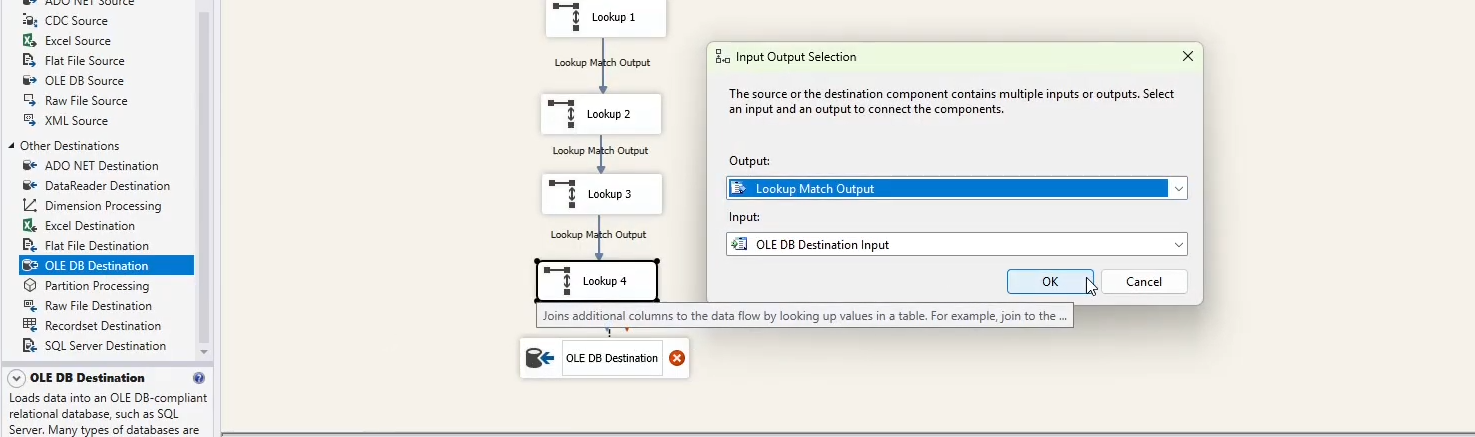 ADO NET Source
CDC Source
Excel Source
Flat File Source
OLE DB Source
Raw File Source
XML Source
Other Destinations
ADO NET Destination
DataReader Destination
Dimension Processing
Excel Destination
Flat File Destination
OLE DB Destination
Partition Processing
Raw File Destination
Recordset Destination
SQL Server Destination
OLE DB Destination
Loads data into an OLE DB-compliant
relational database, such as SQL
Server. Many types of databases are
Lookup 1
Lookup Match Output
Lookup 2
Lookup Match Output
Lookup 3
Lookup Match Output
Lookup 4
Joins additional columns to the data flow by looking up values in a table. For example, join to the ...
OLE DB Destination
Input Output Selection
The source or the destination component contains multiple inputs or outputs. Select
an input and an output to connect the components.
Output:
Lookup Match Output
Input:
OLE DB Destination Input
OK
Cancel